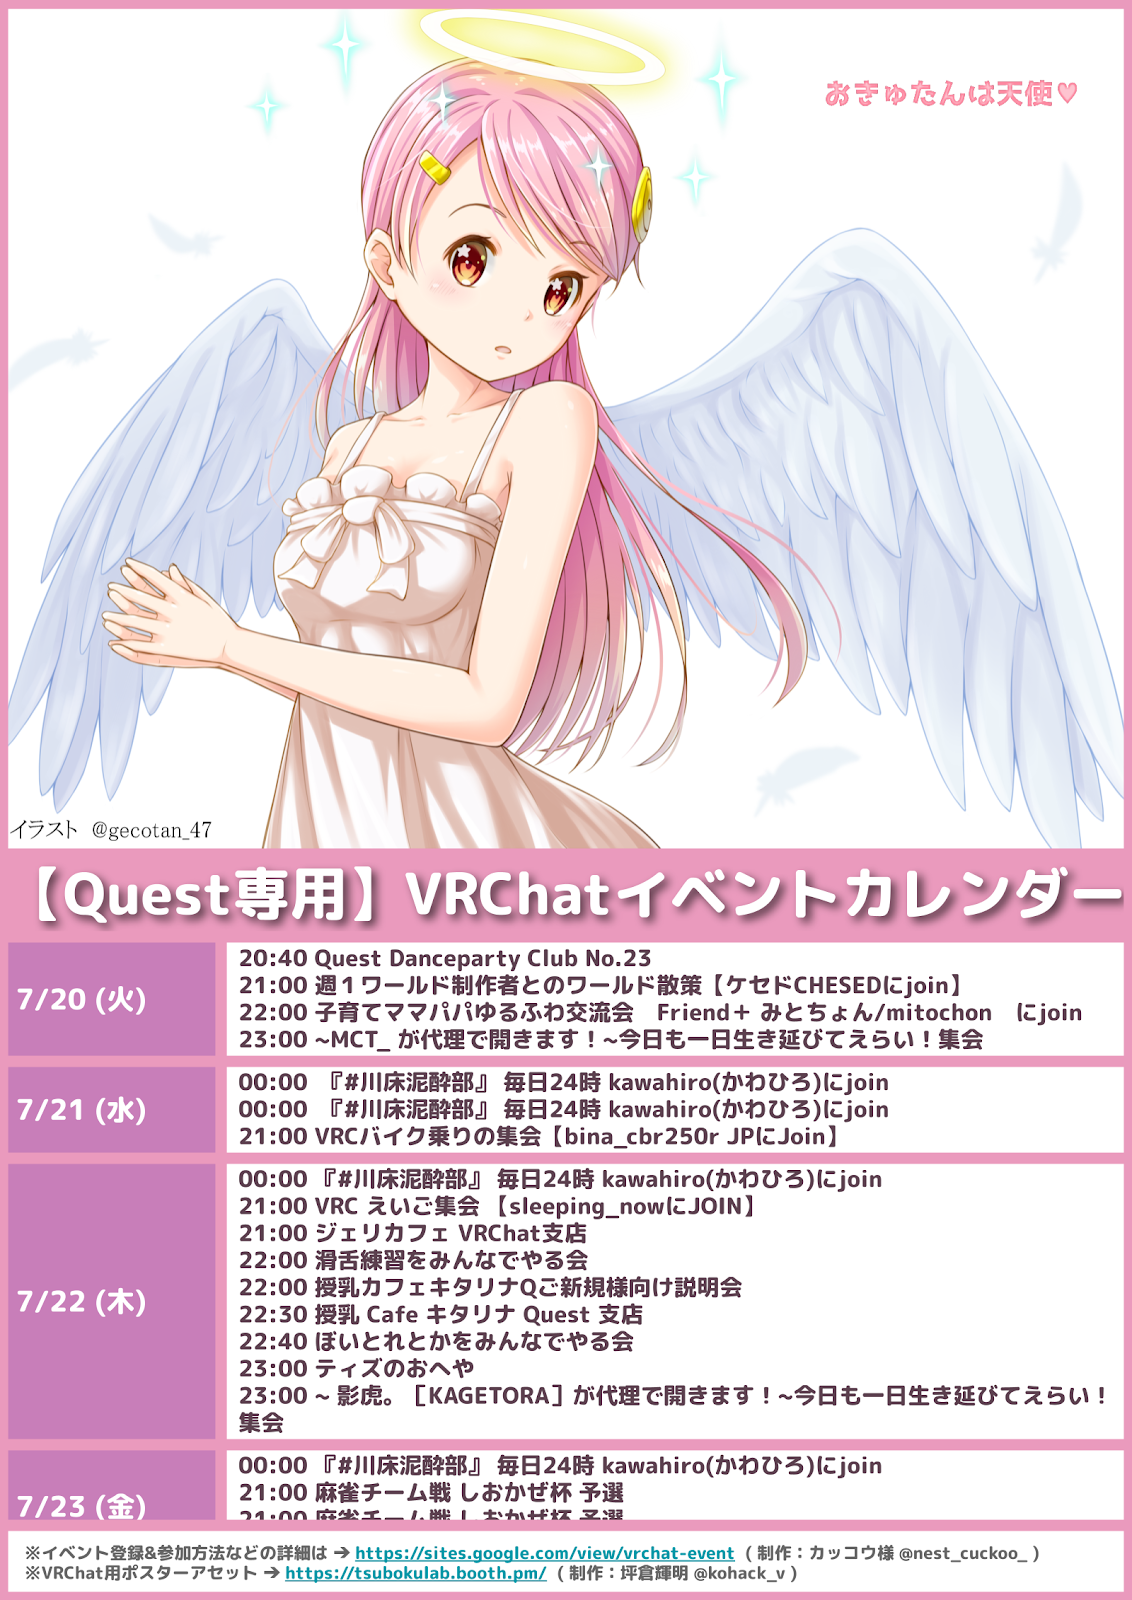 おきゅたんは天使♥
イラスト @gecotan_47
【Quest専用】VRChatイベントカレンダー
7/20 (火)
20:40 Quest Danceparty Club No.23
21:00 週１ワールド制作者とのワールド散策【ケセドCHESEDにjoin】
22:00 子育てママパパゆるふわ交流会　Friend＋ みとちょん/mitochon　にjoin
23:00 ~MCT_ が代理で開きます！~今日も一日生き延びてえらい！集会
7/21 (水)
00:00 『#川床泥酔部』 毎日24時 kawahiro(かわひろ)にjoin
00:00 『#川床泥酔部』 毎日24時 kawahiro(かわひろ)にjoin
21:00 VRCバイク乗りの集会【bina_cbr250r JPにJoin】
7/22 (木)
00:00 『#川床泥酔部』 毎日24時 kawahiro(かわひろ)にjoin
21:00 VRC えいご集会 【sleeping_nowにJOIN】
21:00 ジェリカフェ VRChat支店
22:00 滑舌練習をみんなでやる会
22:00 授乳カフェキタリナQご新規様向け説明会
22:30 授乳 Cafe キタリナ Quest 支店
22:40 ぼいとれとかをみんなでやる会
23:00 ティズのおへや
23:00 ~ 影虎。［KAGETORA］が代理で開きます！~今日も一日生き延びてえらい！
集会
7/23 (金)
00:00 『#川床泥酔部』 毎日24時 kawahiro(かわひろ)にjoin
21:00 麻雀チーム戦 しおかぜ杯 予選
21:00 麻雀チーム戦 しおかぜ杯 予選
※イベント登録&参加方法などの詳細は ➔ https://sites.google.com/view/vrchat-event （ 制作：カッコウ様 @nest_cuckoo_ ）
※VRChat用ポスターアセット ➔ https://tsubokulab.booth.pm/ （ 制作：坪倉輝明 @kohack_v ）